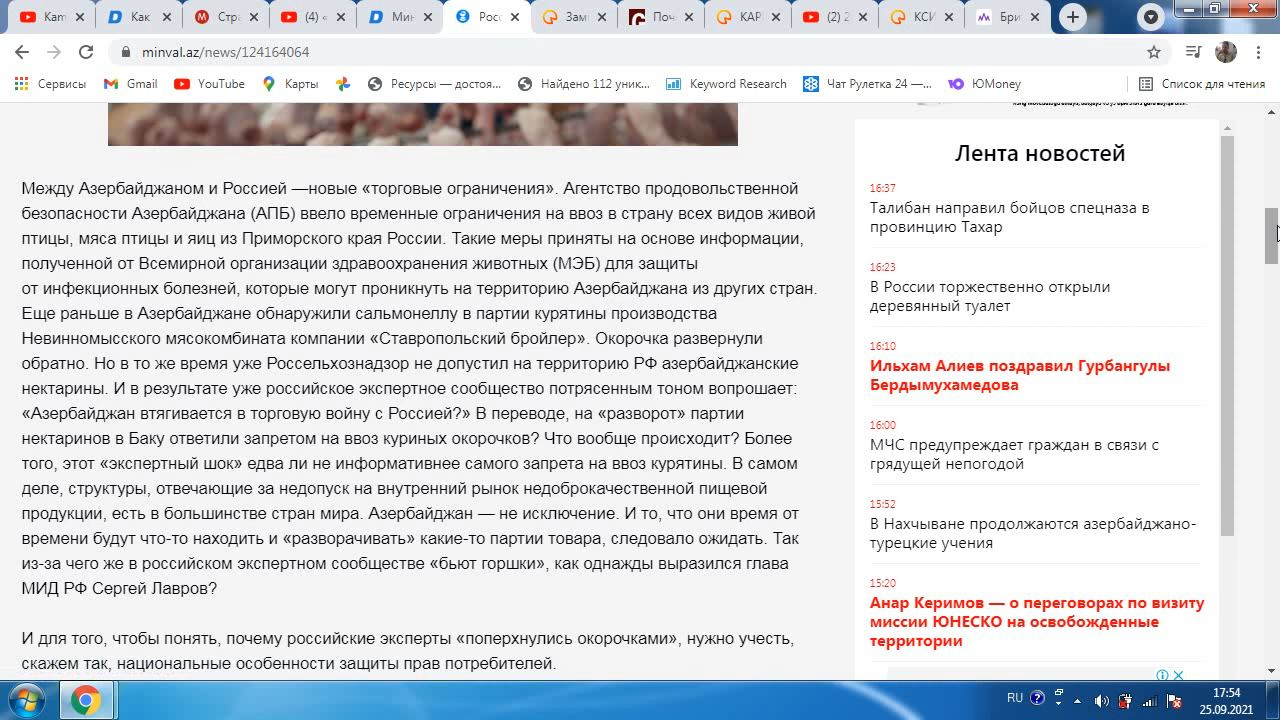 Как
(4)
Мин
Росс
Замі
Поче
КАР
(2) 2
КСИ
Бри
minval.az/news/124164064
Сервисы
Gmail
YouTube
Карты
Ресурсы — достоя...
Найдено 112 уник...
Keyword Research
Чат Рулетка 24 —...
ЮMoney
Список для чтения
Между Азербайджаном и Россией —новые «торговые ограничения». Агентство продовольственной
безопасности Азербайджана (АПБ) ввело временные ограничения на ввоз в страну всех видов живой
птицы, мяса птицы и яиц из Приморского края России. Такие меры приняты на основе информации,
полученной от Всемирной организации здравоохранения животных (МЭБ) для защиты
от инфекционных болезней, которые могут проникнуть на территорию Азербайджана из других стран.
Еще раньше в Азербайджане обнаружили сальмонеллу в партии курятины производства
Невинномысского мясокомбината компании «Ставропольский бройлер». Окорочка развернули
обратно. Но в то же время уже Россельхознадзор не допустил на территорию РФ азербайджанские
нектарины. И в результате уже российское экспертное сообщество потрясенным тоном вопрошает:
«Азербайджан втягивается в торговую войну с Россией?» В переводе, на «разворот» партии
нектаринов в Баку ответили запретом на ввоз куриных окорочков? Что вообще происходит? Более
того, этот «экспертный шок» едва ли не информативнее самого запрета на ввоз курятины. В самом
деле, структуры, отвечающие за недопуск на внутренний рынок недоброкачественной пищевой
продукции, есть в большинстве стран мира. Азербайджан — не исключение. И то, что они время от
времени будут что-то находить и «разворачивать» какие-то партии товара, следовало ожидать. Так
из-за чего же в российском экспертном сообществе «бьют горшки», как однажды выразился глава
МИД РФ Сергей Лавров?
И для того, чтобы понять, почему российские эксперты «поперхнулись окорочками», нужно учесть,
скажем так, национальные особенности защиты прав потребителей.
Лента новостей
16:37
Талибан направил бойцов спецназа в
провинцию Тахар
16:23
В России торжественно открыли
деревянный туалет
16:10
Ильхам Алиев поздравил Гурбангулы
Бердымухамедова
16:00
МЧС предупреждает граждан в связи с
грядущей непогодой
15:52
В Нахчыване продолжаются азербайджано-
турецкие учения
15:20
Анар Керимов — о переговорах по визиту
миссии ЮНЕСКО на освобожденные
территории
RU
17:54
25.09.2021